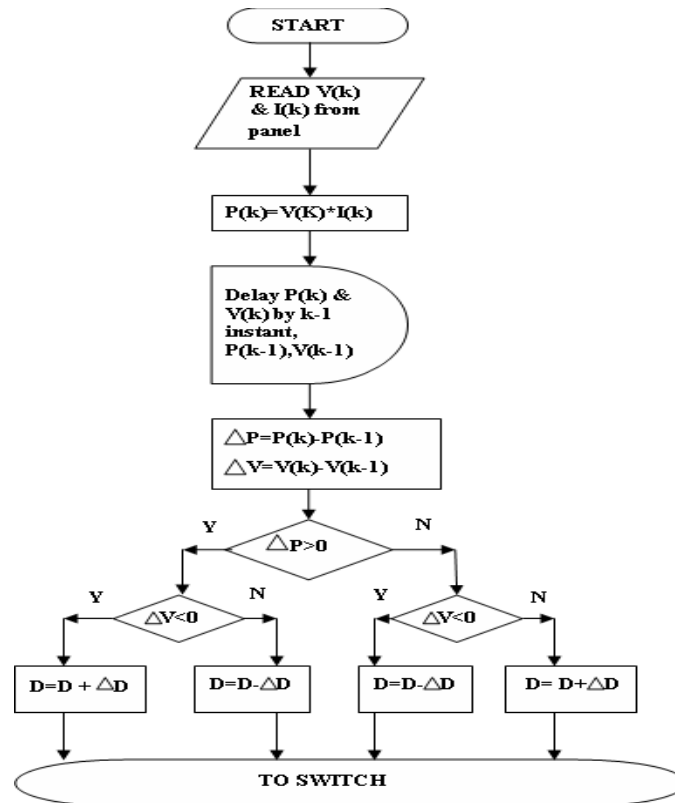 START
READ V(k)
& I(k) from
panel
P(k)=V(K)*I(k)
Delay P(k) &
V(k) by k-1
instant,
P(k-1),V(k-1)
△P=P(k)-P(k-1)
△V=V(k)-V(k-1)
Y
△P>0
N
Y
△V<0
N
Y
△V<0
N
D=D + △D
D=D-△D
D=D-△D
D= D+△D
TO SWITCH